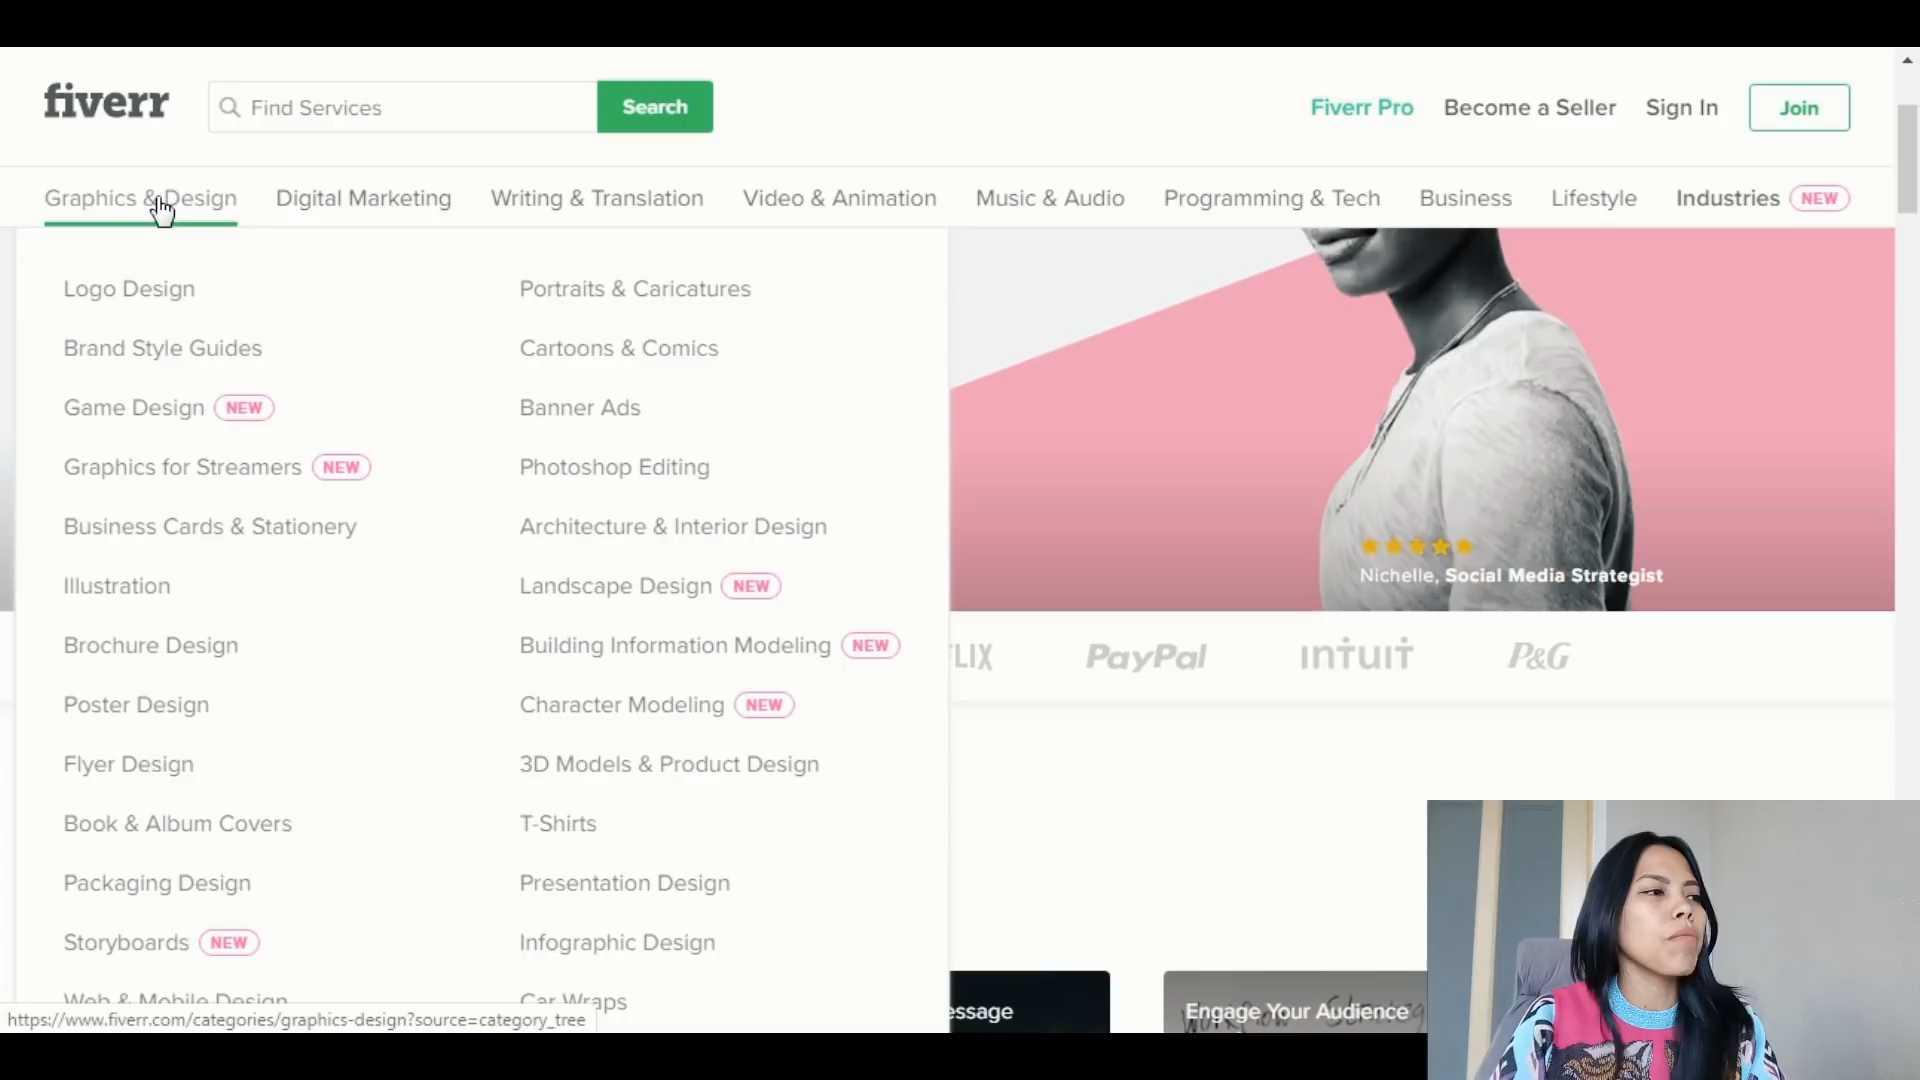 fiverr
Find Services
Search
Fiverr Pro
Become a Seller
Sign In
Join
Graphics & Design
Digital Marketing
Writing & Translation
Video & Animation
Music & Audio
Programming & Tech
Business
Lifestyle
Industries NEW
Logo Design
Brand Style Guides
Game Design NEW
Graphics for Streamers NEW
Business Cards & Stationery
Illustration
Brochure Design
Poster Design
Flyer Design
Book & Album Covers
Packaging Design
Storyboards NEW
Web & Mobile Design
Portraits & Caricatures
Cartoons & Comics
Banner Ads
Photoshop Editing
Architecture & Interior Design
Landscape Design NEW
Building Information Modeling NEW
Character Modeling NEW
3D Models & Product Design
T-Shirts
Presentation Design
Infographic Design
Car Wraps
Nichelle, Social Media Strategist
LIX
PayPal
intuit
P&G
essage
Engage Your Audience
https://www.fiverr.com/categories/graphics-design?source=category_tree